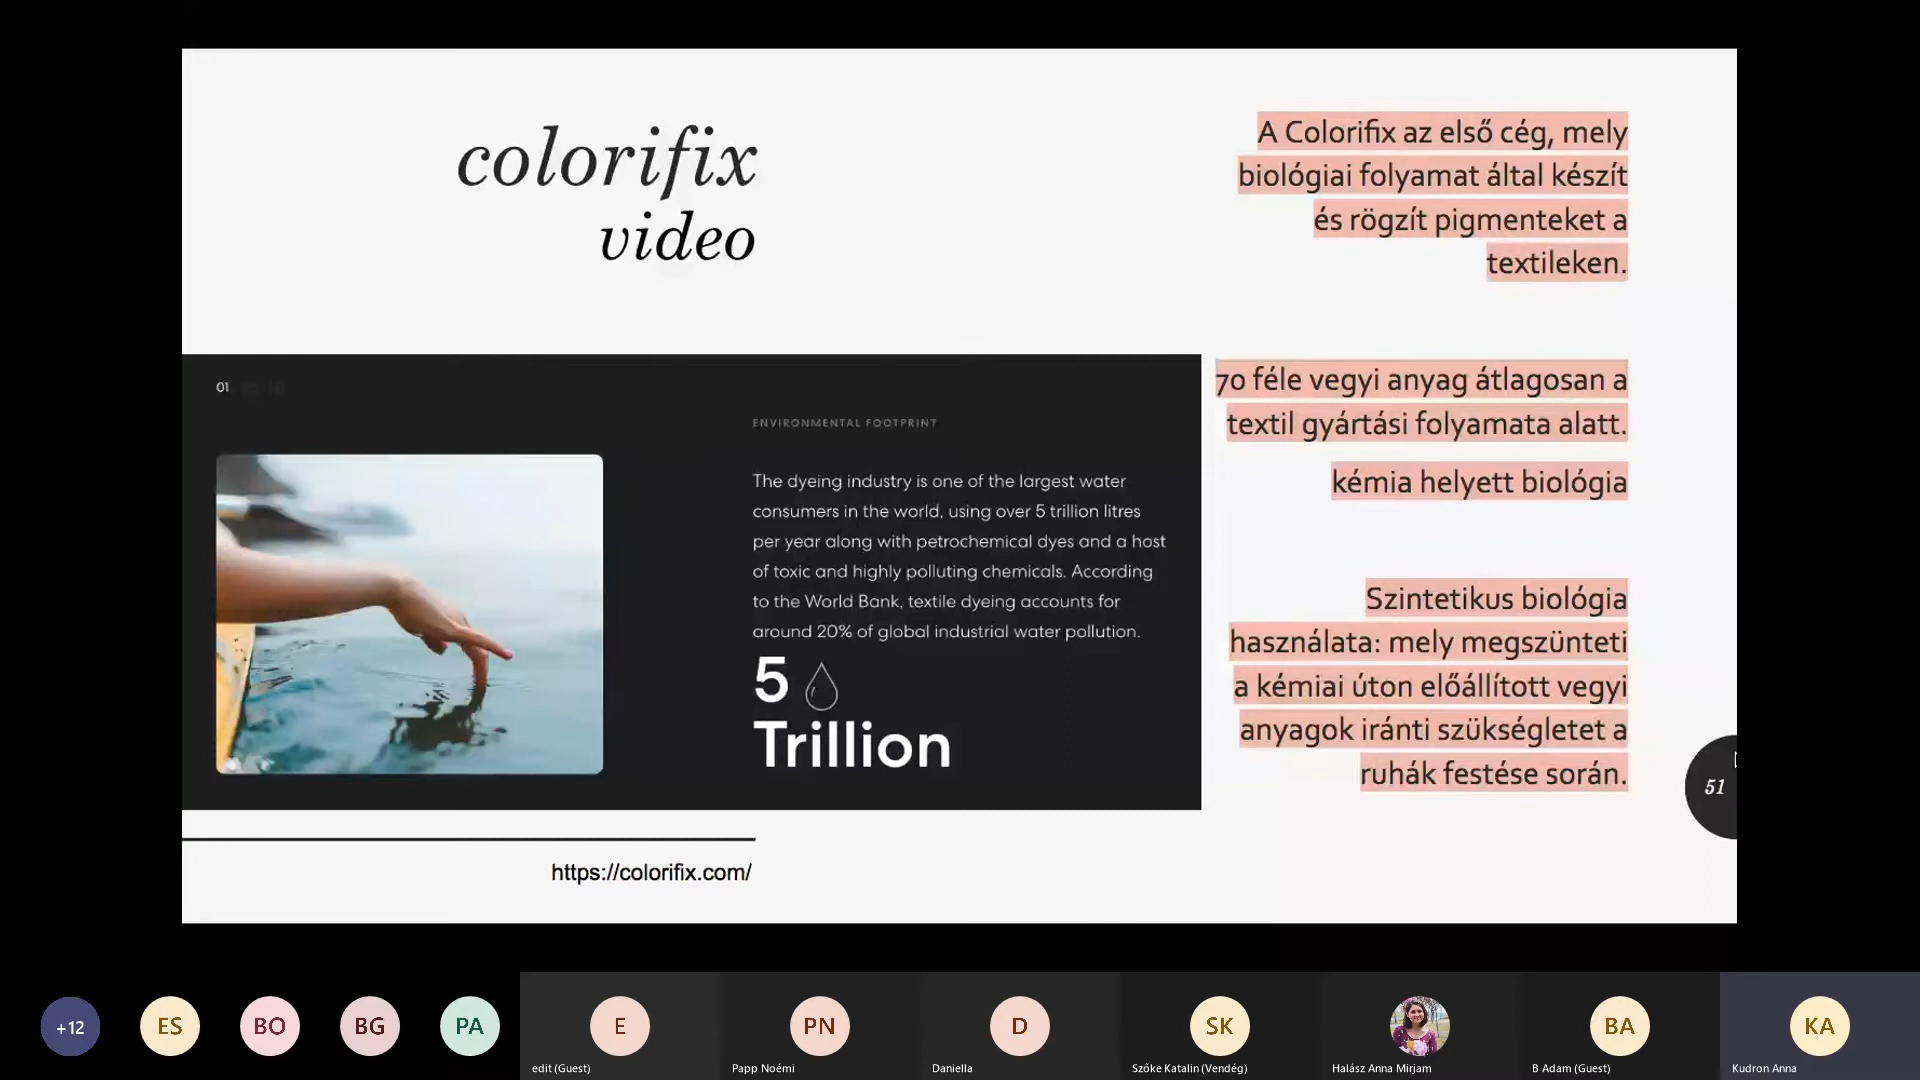 colorifix
video
A Colorifix az első cég, mely
biológiai folyamat által készít
és rögzít pigmenteket a
textileken.
01
ENVIRONMENTAL FOOTPRINT
The dyeing industry is one of the largest water
consumers in the world, using over 5 trillion litres
per year along with petrochemical dyes and a host
of toxic and highly polluting chemicals. According
to the World Bank, textile dyeing accounts for
around 20% of global industrial water pollution.
5
Trillion
70 féle vegyi anyag átlagosan a
textil gyártási folyamata alatt.
kémia helyett biológia
Szintetikus biológia
használata: mely megszünteti
a kémiai úton előállított vegyi
anyagok iránti szükségletet a
ruhák festése során.
51
https://colorifix.com/
+12
ES
BO
BG
PA
E
edit (Guest)
PN
Papp Noémi
D
Daniella
SK
Szőke Katalin (Vendég)
Halász Anna Mirjam
BA
B Adam (Guest)
KA
Kudron Anna